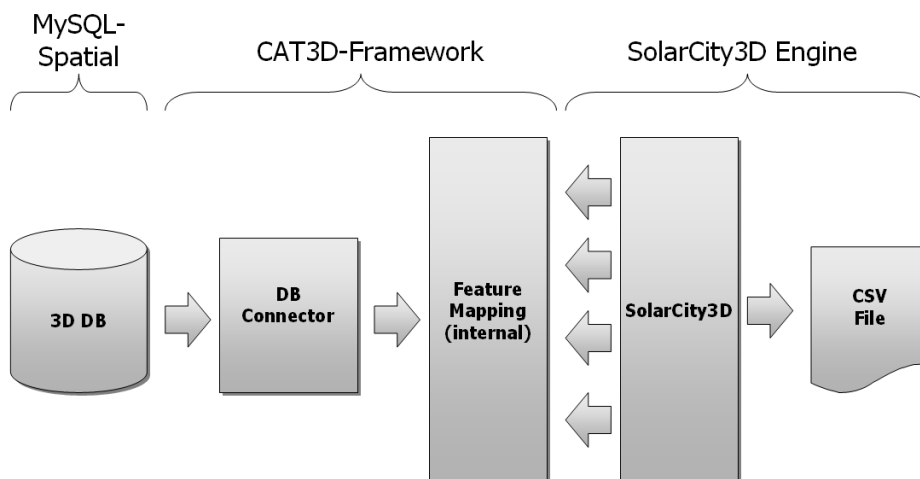 MySQL-
Spatial
CAT3D-Framework
SolarCity3D Engine
3D DB
DB
Connector
Feature
Mapping
(internal)
SolarCity3D
CSV
File